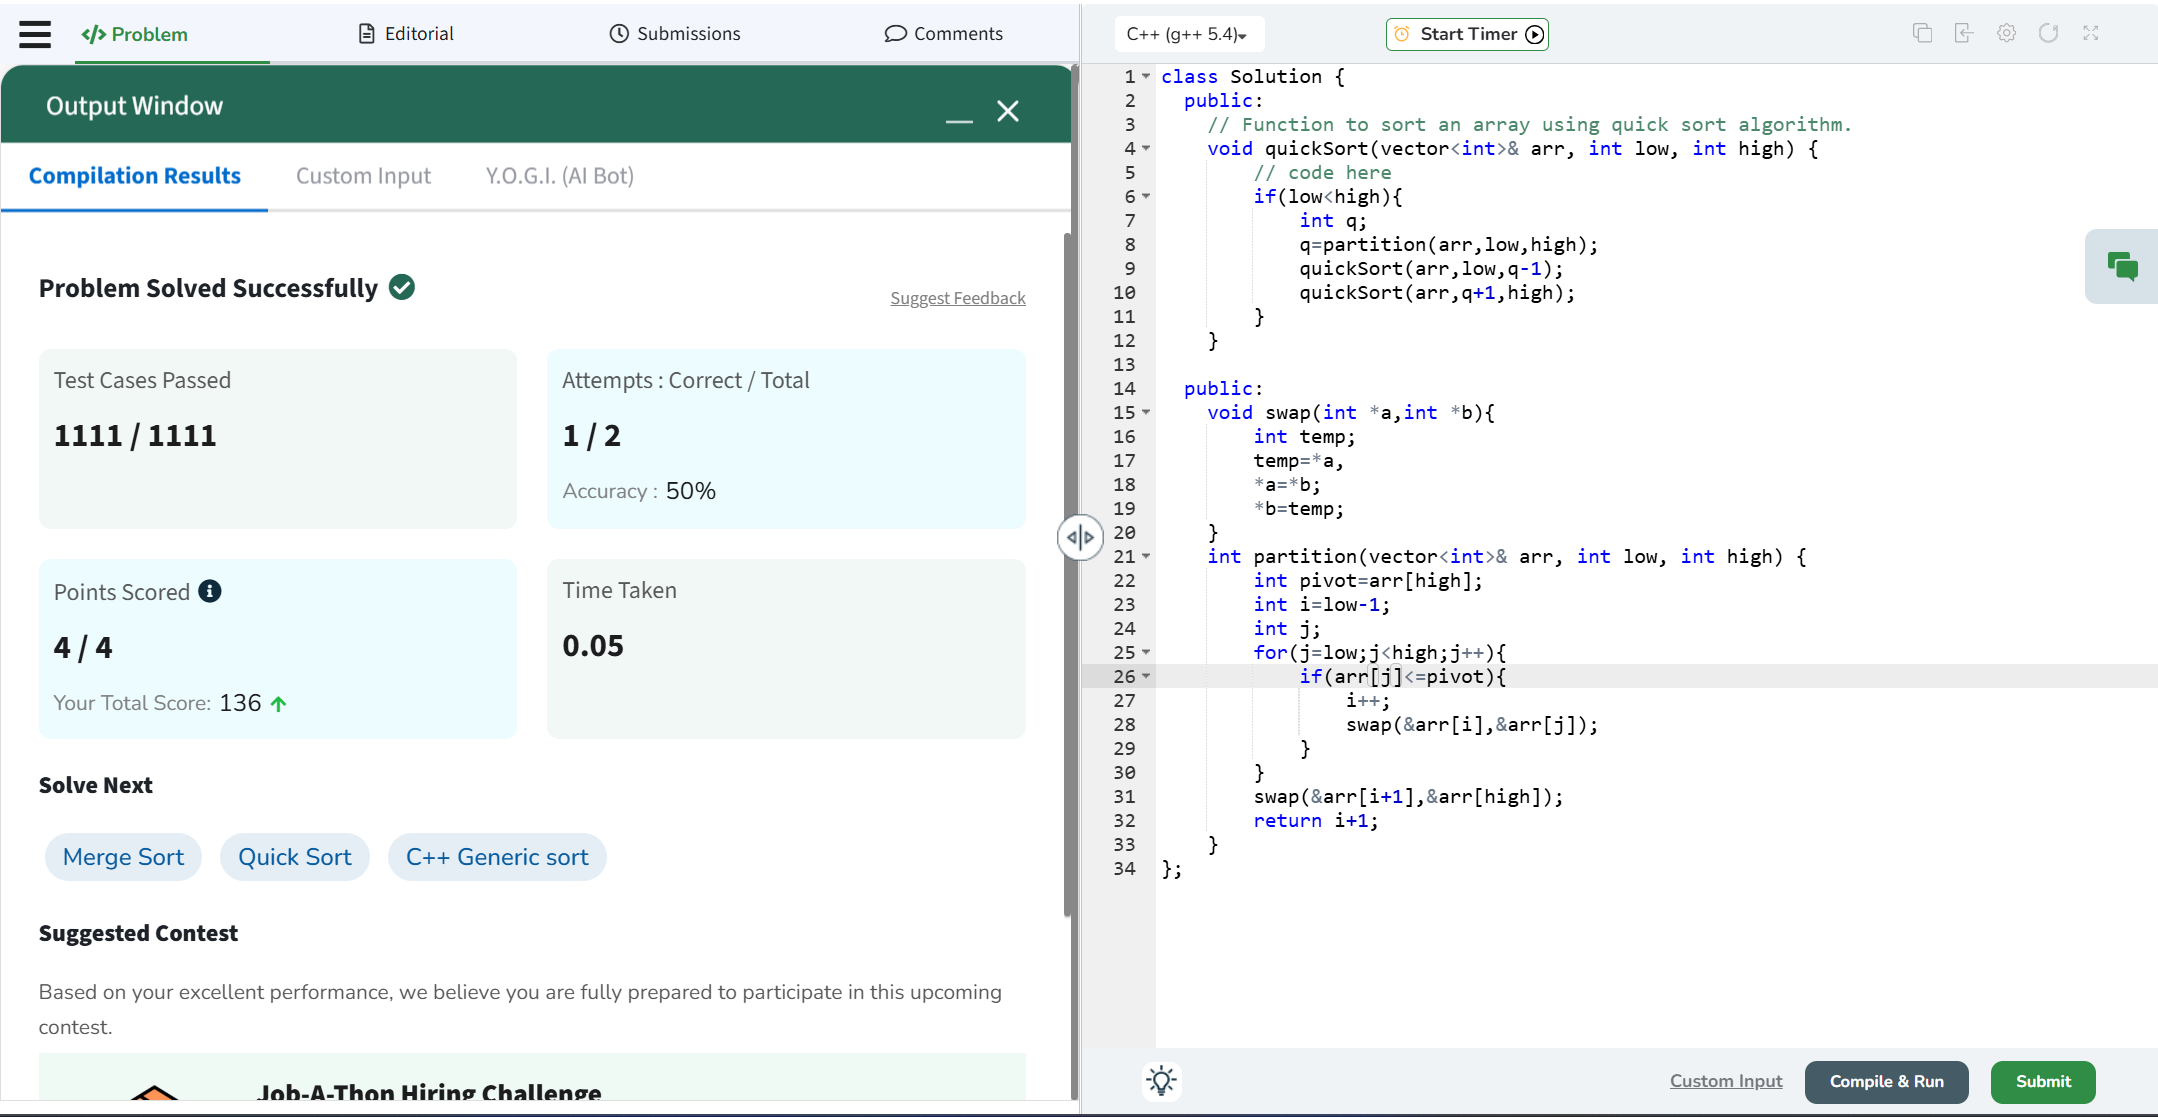 </> Problem
Editorial
Submissions
Comments
Output Window
Compilation Results
Custom Input
Y.O.G.I. (AI Bot)
Problem Solved Successfully
Suggest Feedback
Test Cases Passed
1111 / 1111
Attempts : Correct / Total
1 / 2
Accuracy : 50%
Points Scored
4 / 4
Your Total Score: 136
Time Taken
0.05
Solve Next
Merge Sort
Quick Sort
C++ Generic sort
Suggested Contest
Based on your excellent performance, we believe you are fully prepared to participate in this upcoming
contest.
Job-A-Thon Hiring Challenge
C++ (g++ 5.4)
Start Timer
1 class Solution {
2 public:
3 // Function to sort an array using quick sort algorithm.
4 void quickSort(vector<int>& arr, int low, int high) {
5 // code here
6 if(low<high){
7 int q;
8 q=partition(arr,low,high);
9 quickSort(arr,low,q-1);
10 quickSort(arr,q+1,high);
11 }
12 }
13
14 public:
15 void swap(int *a,int *b){
16 int temp;
17 temp=*a,
18 *a=*b;
19 *b=temp;
20 }
21 int partition(vector<int>& arr, int low, int high) {
22 int pivot=arr[high];
23 int i=low-1;
24 int j;
25 for(j=low;j<high;j++){
26 if(arr[j]<=pivot){
27 i++;
28 swap(&arr[i],&arr[j]);
29 }
30 }
31 swap(&arr[i+1],&arr[high]);
32 return i+1;
33 }
34 };
Custom Input
Compile & Run
Submit